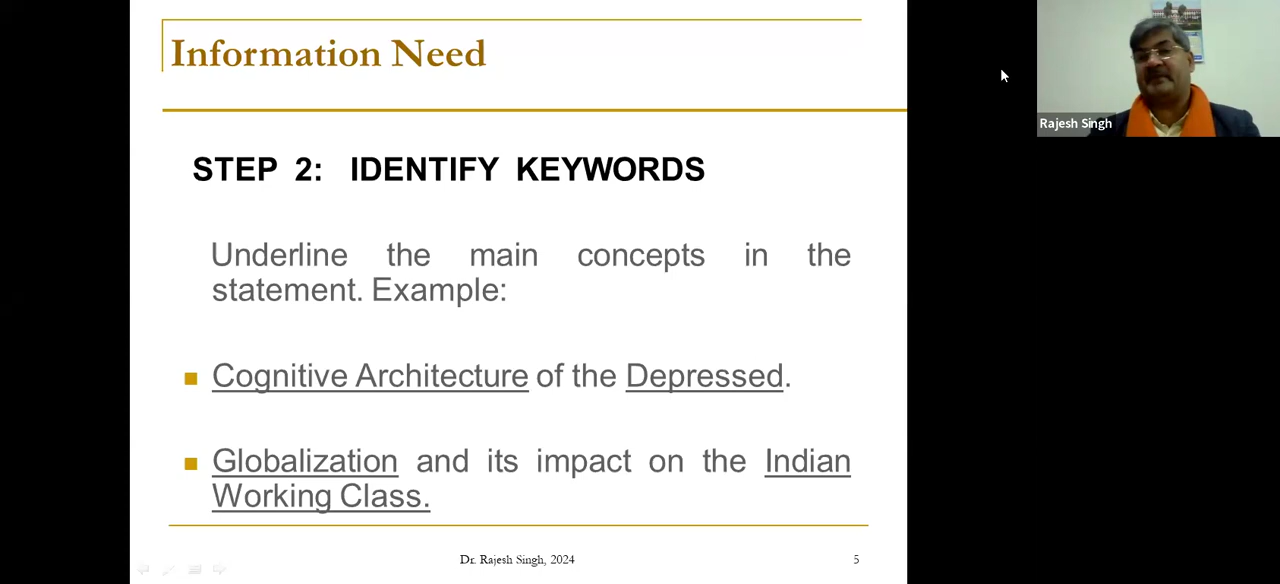 Information Need
Rajesh Singh
STEP 2: IDENTIFY KEYWORDS
Underline the main concepts in the
statement. Example:
Cognitive Architecture of the Depressed.
Globalization and its impact on the Indian
Working Class.
Dr. Rajesh Singh, 2024
5